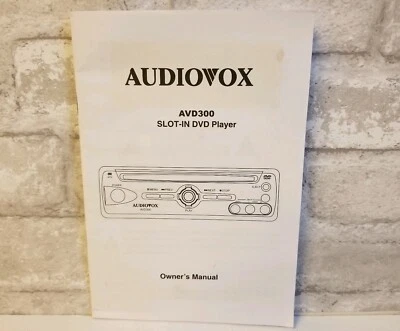 AUDIOVOX
AVD300
SLOT-IN DVD Player
AUDIOVOX
Owner's Manual